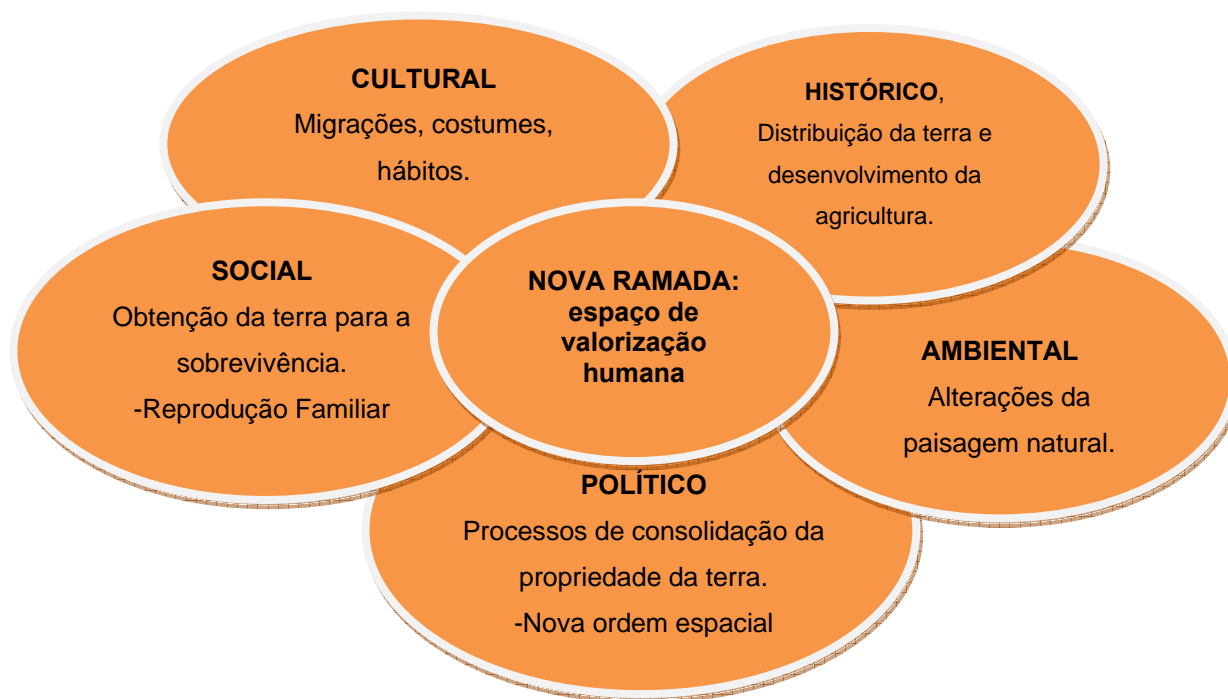 CULTURAL
Migrações, costumes,
hábitos.
HISTÓRICO,
Distribuição da terra e
desenvolvimento da
agricultura.
SOCIAL
Obtenção da terra para a
sobrevivência.
-Reprodução Familiar
NOVA RAMADA:
espaço de
valorização
humana
AMBIENTAL
Alterações da
paisagem natural.
POLÍTICO
Processos de consolidação da
propriedade da terra.
-Nova ordem espacial